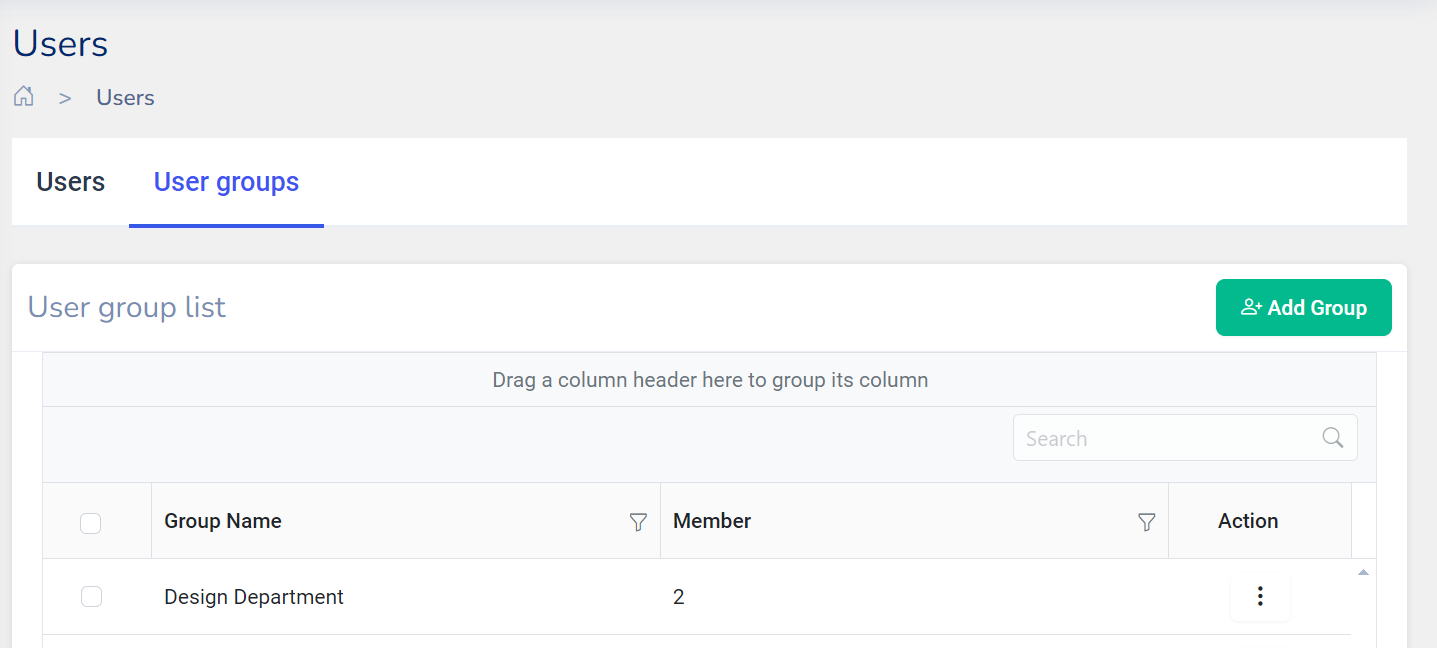 Users
> Users
Users User groups
User group list
Add Group
Drag a column header here to group its column
Search
Group Name Member Action
Design Department 2